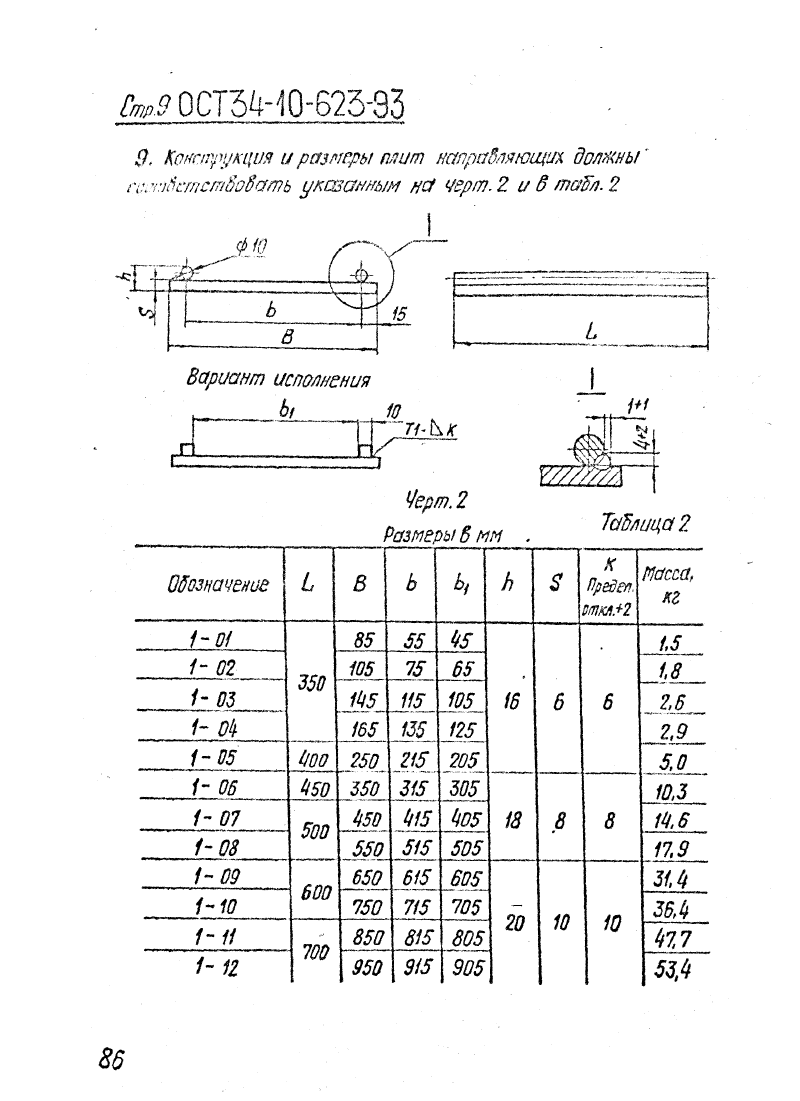 Стр.9 ОСТ34-10-623-93
9. Конструкция и размеры плит направляющих должны
соответствовать указанным на черт. 2 и в табл. 2
I
ф10
h
S
b
15
B
L
Вариант исполнения
I
b1
10
Т1-△K
1+1
4+2
Черт. 2
Таблица 2
Размеры в мм
Обозначение L B b b1 h S K Предел. откл.+2 Масса, кг
1-01 350 85 55 45 16 6 6 1,5
1-02 105 75 65 1,8
1-03 145 115 105 2,6
1-04 165 135 125 2,9
1-05 400 250 215 205 5,0
1-06 450 350 315 305 18 8 8 10,3
1-07 500 450 415 405 14,6
1-08 550 515 505 17,9
1-09 600 650 615 605 20 10 10 31,4
1-10 750 715 705 36,4
1-11 700 850 815 805 47,7
1-12 950 915 905 53,4
86